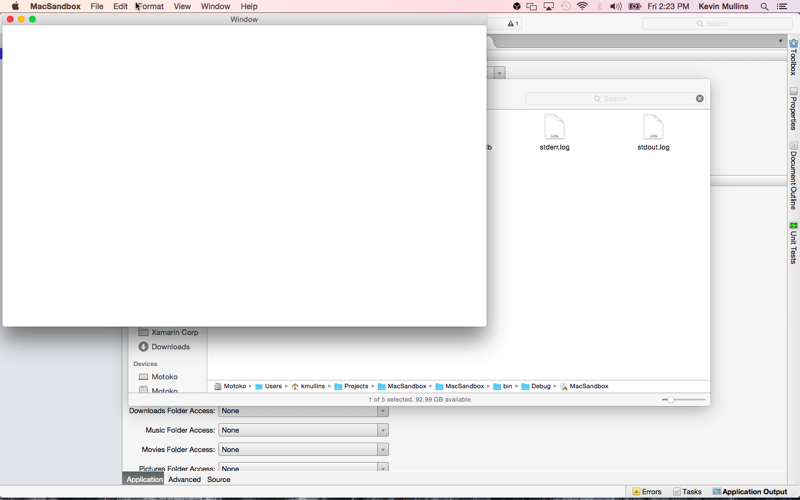 MacSandbox File Edit Format View Window Help Fri 2:23 PM Kevin Mullins
Window
1
Search
Search
stderr.log
stdout.log
LOG
LOG
lb
Toolbox
Properties
Document Outline
Unit Tests
Xamarin Corp
Downloads
Devices
Motoko
Motoko
Motoko Users kmullins Projects MacSandbox MacSandbox bin Debug MacSandbox
1 of 5 selected, 92.99 GB available
Downloads Folder Access: None
Music Folder Access: None
Movies Folder Access: None
Pictures Folder Access: None
Application Advanced Source
Errors Tasks Application Output